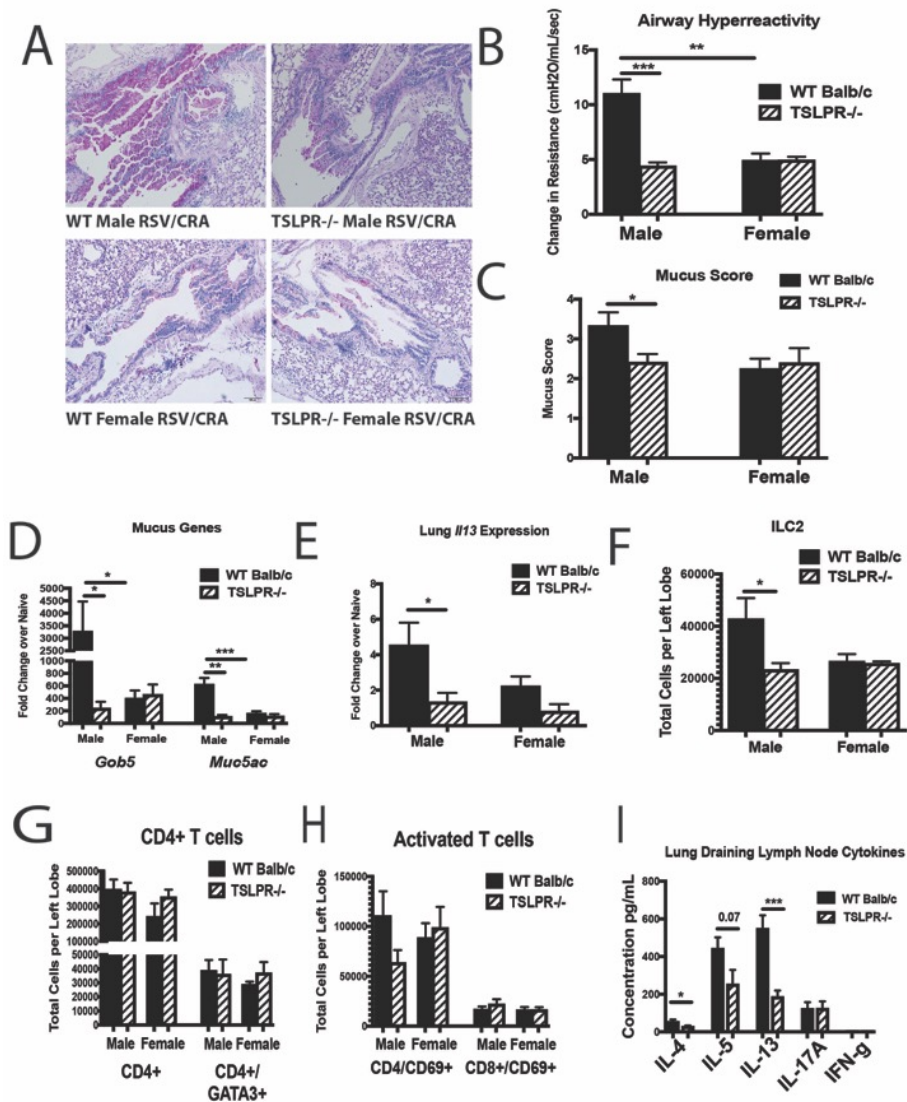 A
WT Male RSV/CRA
TSLPR-/- Male RSV/CRA
WT Female RSV/CRA
TSLPR-/- Female RSV/CRA
B
Airway Hyperreactivity
Change in Resistance (cmH2O/mL/sec)
15
10
5
0
**
***
WT Balb/c
TSLPR-/-
Male
Female
C
Mucus Score
Mucus Score
4
3
2
1
0
*
WT Balb/c
TSLPR-/-
Male
Female
D
Mucus Genes
Fold Change over Naive
5000
4500
4000
3500
3000
2500
1000
800
600
400
200
0
*
*
***
**
WT Balb/c
TSLPR-/-
Male Female Male Female
Gob5 Muc5ac
E
Lung Il13 Expression
Fold Change over Naive
8
6
4
2
0
*
WT Balb/c
TSLPR-/-
Male
Female
F
ILC2
Total Cells per Left Lobe
60000
40000
20000
0
*
WT Balb/c
TSLPR-/-
Male
Female
G
CD4+ T cells
Total Cells per Left Lobe
500000
400000
300000
200000
100000
50000
40000
30000
20000
10000
0
WT Balb/c
TSLPR-/-
Male Female Male Female
CD4+ CD4+/
GATA3+
H
Activated T cells
Total Cells per Left Lobe
150000
100000
50000
0
WT Balb/c
TSLPR-/-
Male Female Male Female
CD4/CD69+ CD8+/CD69+
I
Lung Draining Lymph Node Cytokines
Concentration pg/mL
800
600
400
200
0
*
0.07
***
WT Balb/c
TSLPR-/-
IL-4
IL-5
IL-13
IL-17A
IFN-g